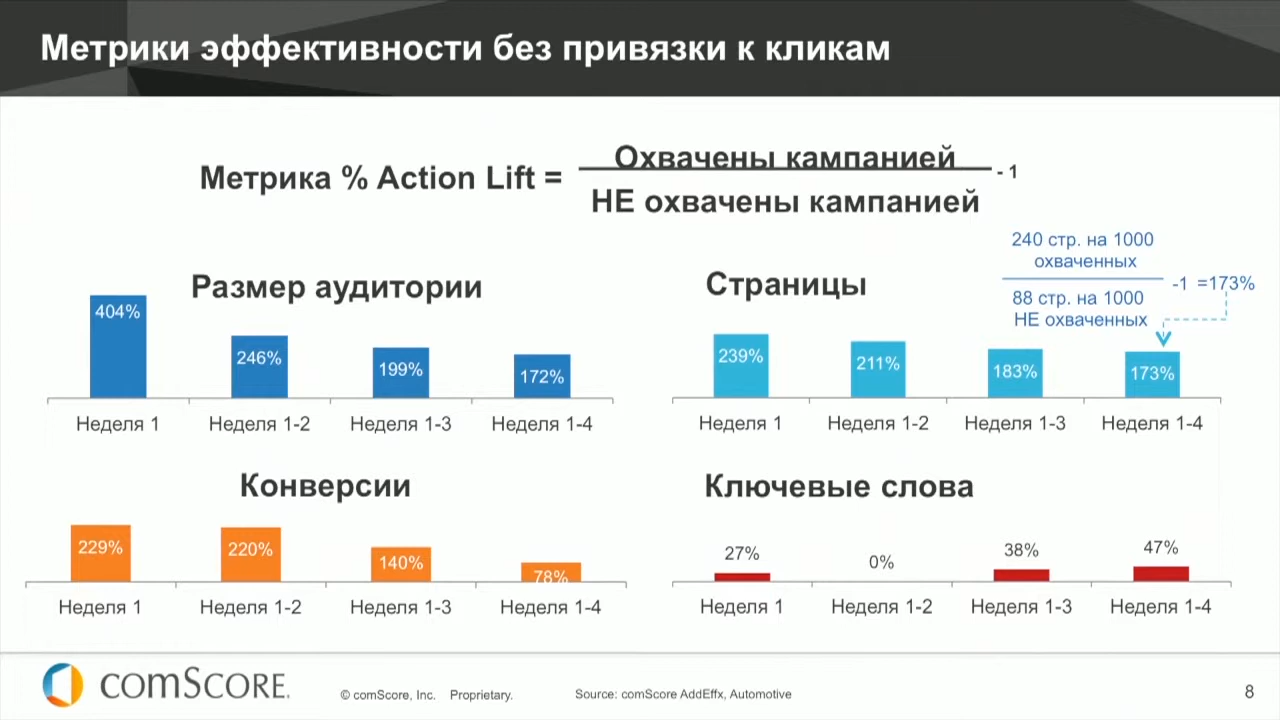 Метрики эффективности без привязки к кликам
Метрика % Action Lift =
Охвачены кампанией
НЕ охвачены кампанией
- 1
240 стр. на 1000
охваченных
88 стр. на 1000
НЕ охваченных
-1 =173%
Размер аудитории
404%
246%
199%
172%
Неделя 1
Неделя 1-2
Неделя 1-3
Неделя 1-4
Страницы
239%
211%
183%
173%
Неделя 1
Неделя 1-2
Неделя 1-3
Неделя 1-4
Конверсии
229%
220%
140%
78%
Неделя 1
Неделя 1-2
Неделя 1-3
Неделя 1-4
Ключевые слова
27%
0%
38%
47%
Неделя 1
Неделя 1-2
Неделя 1-3
Неделя 1-4
comScore.
© comScore, Inc. Proprietary.
Source: comScore AddEffx, Automotive
8